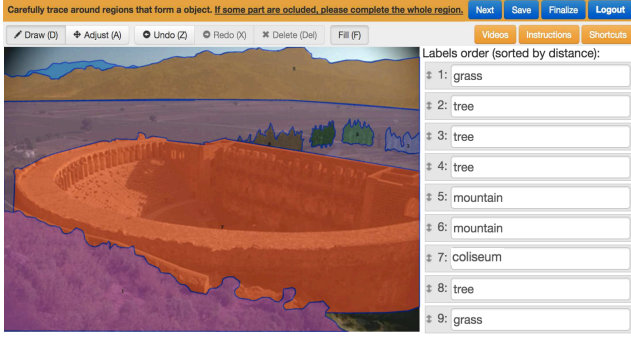 Carefully trace around regions that form a object. If some part are ocluded, please complete the whole region. Next Save Finalize Logout
Draw (D) Adjust (A) Undo (Z) Redo (X) Delete (Del) Fill (F) Videos Instructions Shortcuts
Labels order (sorted by distance):
1: grass
2: tree
3: tree
4: tree
5: mountain
6: mountain
7: coliseum
8: tree
9: grass